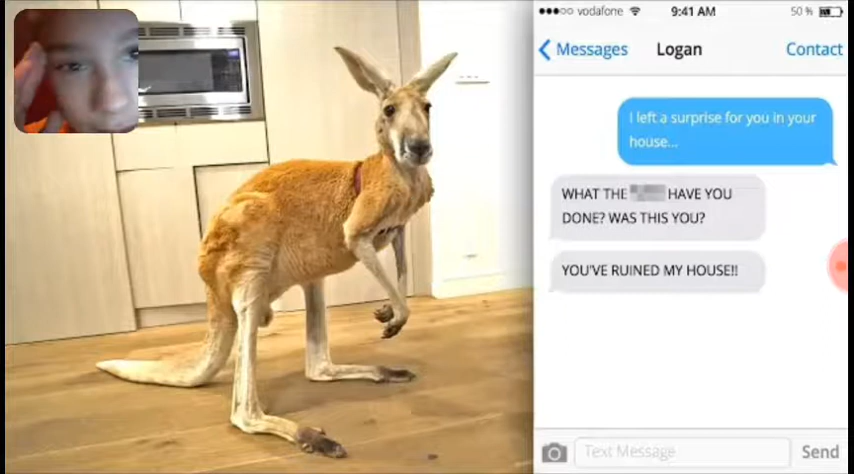 vodafone 9:41 AM 50 %
Messages Logan Contact
I left a surprise for you in your
house...
WHAT THE HAVE YOU
DONE? WAS THIS YOU?
YOU'VE RUINED MY HOUSE!!
Text Message Send